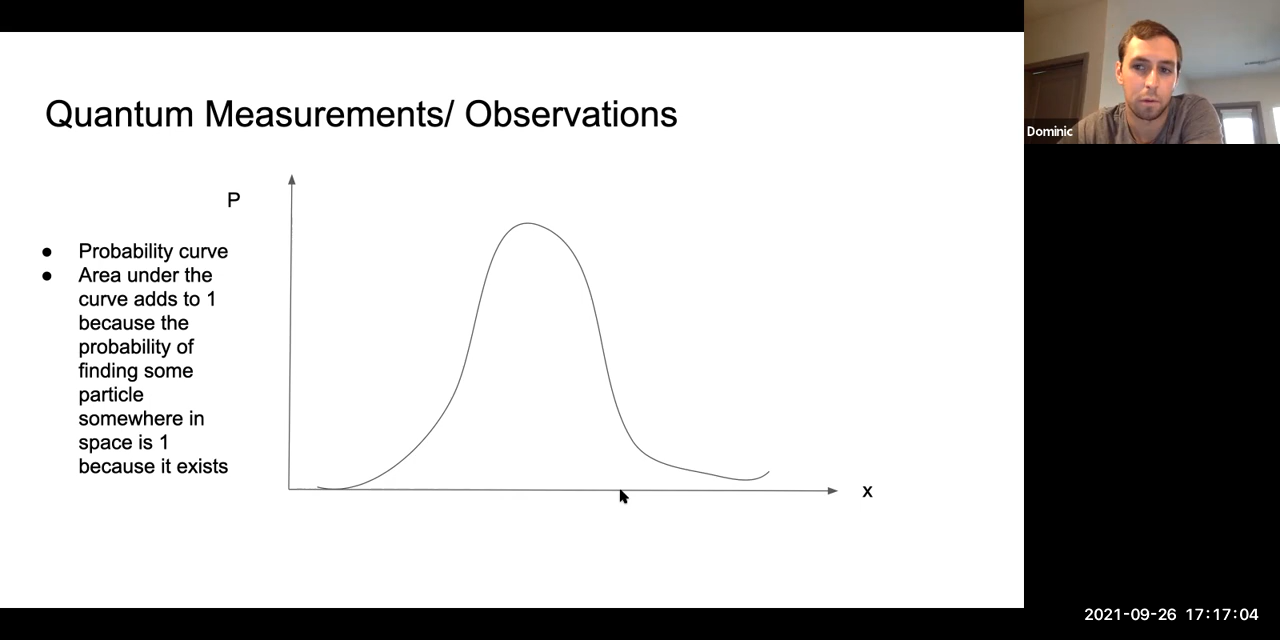 Quantum Measurements/ Observations
P
● Probability curve
● Area under the
curve adds to 1
because the
probability of
finding some
particle
somewhere in
space is 1
because it exists
x
Dominic
2021-09-26 17:17:04